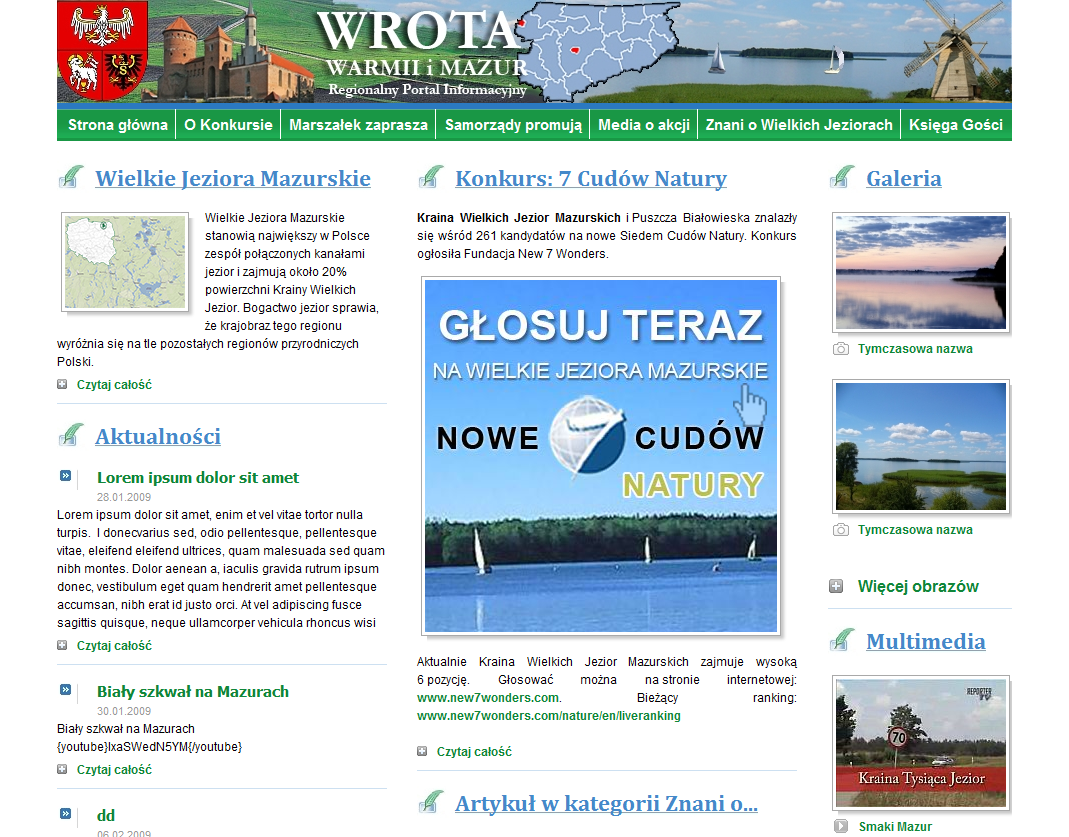 WROTA
WARMII i MAZUR
Regionalny Portal Informacyjny
Strona główna
O Konkursie
Marszałek zaprasza
Samorządy promują
Media o akcji
Znani o Wielkich Jeziorach
Księga Gości
Wielkie Jeziora Mazurskie
Wielkie Jeziora Mazurskie
stanowią największy w Polsce
zespół połączonych kanałami
jezior i zajmują około 20%
powierzchni Krainy Wielkich
Jezior. Bogactwo jezior sprawia,
że krajobraz tego regionu
wyróżnia się na tle pozostałych regionów przyrodniczych
Polski.
Czytaj całość
Aktualności
Lorem ipsum dolor sit amet
28.01.2009
Lorem ipsum dolor sit amet, enim et vel vitae tortor nulla
turpis. I donecvarius sed, odio pellentesque, pellentesque
vitae, eleifend eleifend ultrices, quam malesuada sed quam
nibh montes. Dolor aenean a, iaculis gravida rutrum ipsum
donec, vestibulum eget quam hendrerit amet pellentesque
accumsan, nibh erat id justo orci. At vel adipiscing fusce
sagittis quisque, neque ullamcorper vehicula rhoncus wisi
Czytaj całość
Biały szkwał na Mazurach
30.01.2009
Biały szkwał na Mazurach
{youtube}IxaSWedN5YM{/youtube}
Czytaj całość
dd
06.02.2009
Konkurs: 7 Cudów Natury
Kraina Wielkich Jezior Mazurskich i Puszcza Białowieska znalazły
się wśród 261 kandydatów na nowe Siedem Cudów Natury. Konkurs
ogłosiła Fundacja New 7 Wonders.
GŁOSUJ TERAZ
NA WIELKIE JEZIORA MAZURSKIE
NOWE 7 CUDÓW
NATURY
Aktualnie Kraina Wielkich Jezior Mazurskich zajmuje wysoką
6 pozycję. Głosować można na stronie internetowej:
www.new7wonders.com. Bieżący ranking:
www.new7wonders.com/nature/en/liveranking
Czytaj całość
Artykuł w kategorii Znani o...
Galeria
Tymczasowa nazwa
Tymczasowa nazwa
Więcej obrazów
Multimedia
REPORTER
TV
70
Kraina Tysiąca Jezior
Smaki Mazur